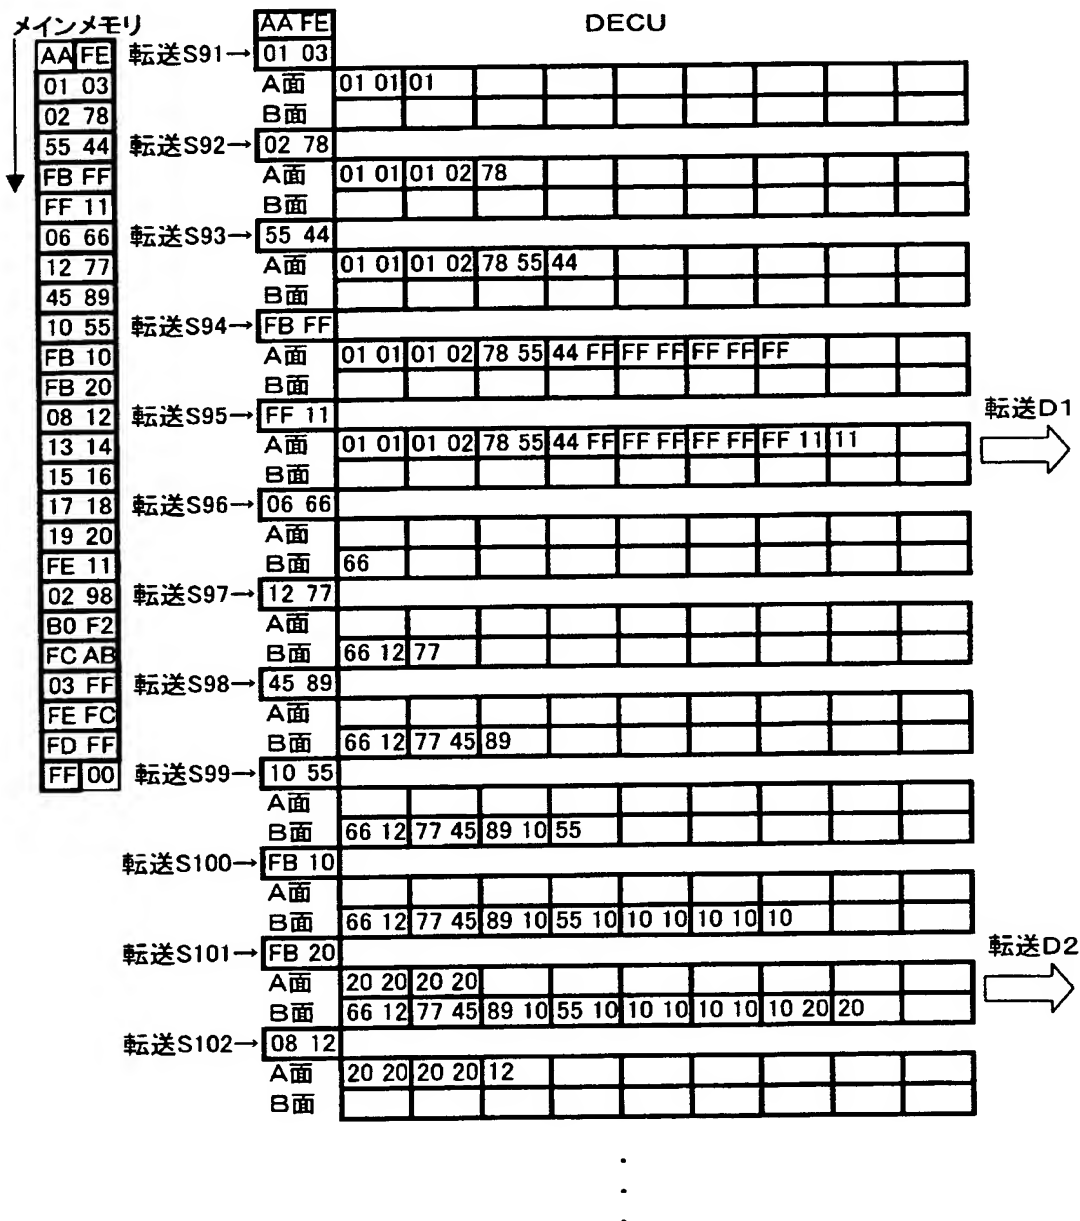 メインメモリ
AA FE
01 03
02 78
55 44
FB FF
FF 11
06 66
12 77
45 89
10 55
FB 10
FB 20
08 12
13 14
15 16
17 18
19 20
FE 11
02 98
B0 F2
FC AB
03 FF
FE FC
FD FF
FF 00
DECU
AA FE
転送S91→ 01 03
A面 01 01 01
B面
転送S92→ 02 78
A面 01 01 01 02 78
B面
転送S93→ 55 44
A面 01 01 01 02 78 55 44
B面
転送S94→ FB FF
A面 01 01 01 02 78 55 44 FF FF FF FF FF FF
B面
転送S95→ FF 11
A面 01 01 01 02 78 55 44 FF FF FF FF FF FF 11 11
B面
転送D1
転送S96→ 06 66
A面
B面 66
転送S97→ 12 77
A面
B面 66 12 77
転送S98→ 45 89
A面
B面 66 12 77 45 89
転送S99→ 10 55
A面
B面 66 12 77 45 89 10 55
転送S100→ FB 10
A面
B面 66 12 77 45 89 10 55 10 10 10 10 10 10
転送S101→ FB 20
A面 20 20 20 20
B面 66 12 77 45 89 10 55 10 10 10 10 10 10 20 20
転送D2
転送S102→ 08 12
A面 20 20 20 20 12
B面